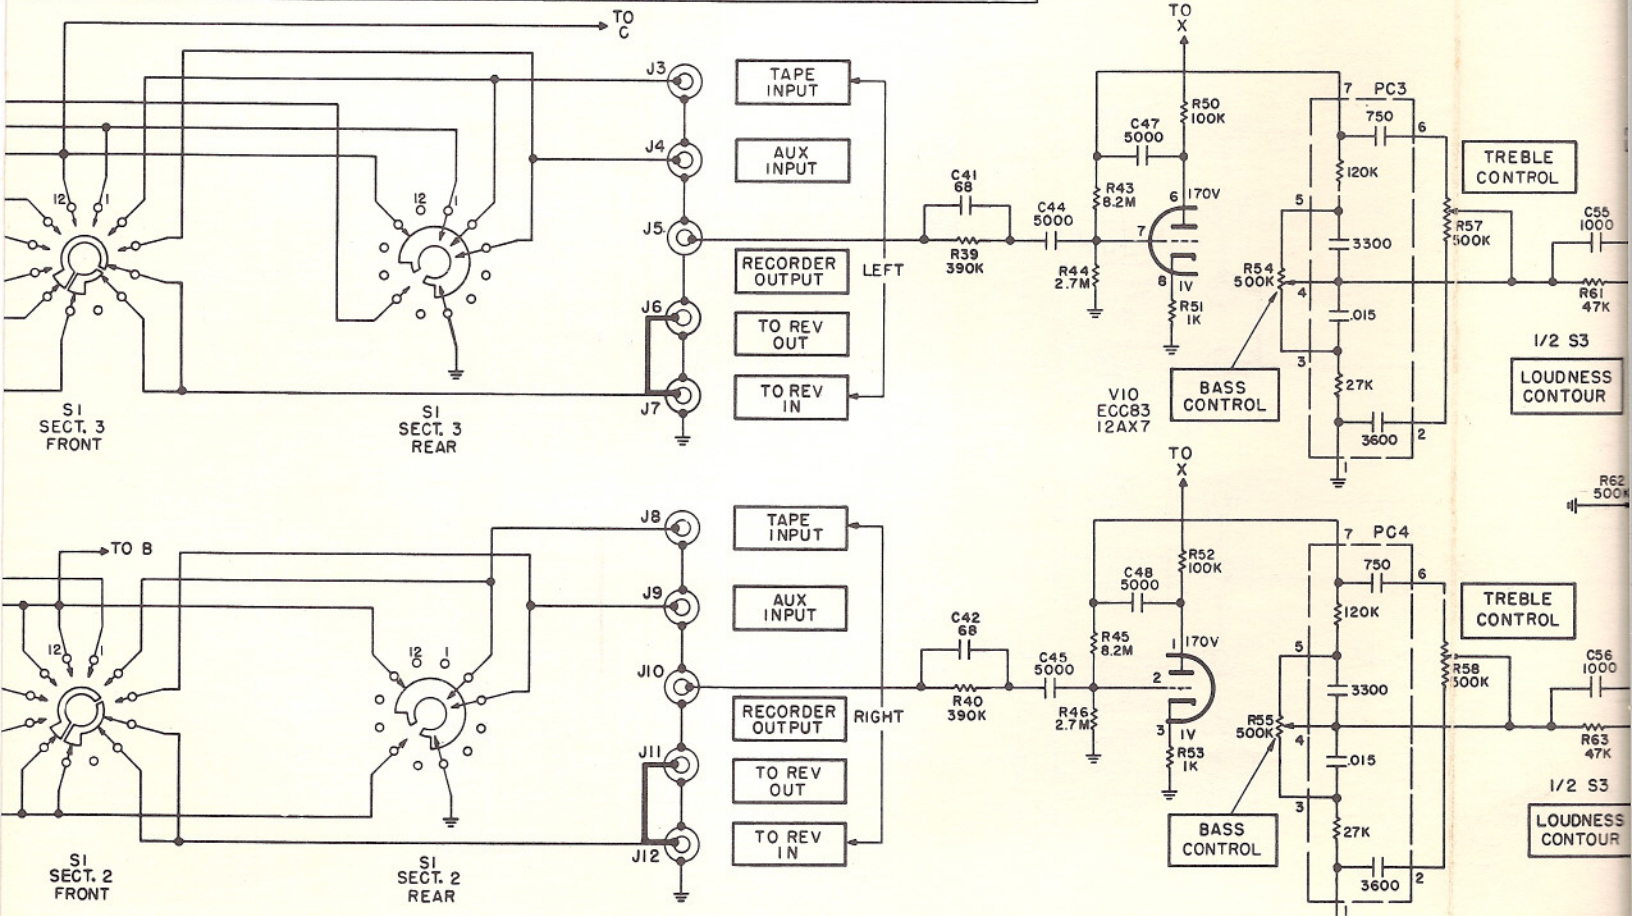 TO
C
TO
X
J3
TAPE
INPUT
J4
AUX
INPUT
J5
RECORDER
OUTPUT
J6
TO REV
OUT
J7
TO REV
IN
LEFT
12
1
12
1
S1
SECT. 3
FRONT
S1
SECT. 3
REAR
C41
68
R39
390K
C44
5000
C47
5000
R50
100K
R43
8.2M
R44
2.7M
6
170V
7
8
1V
R51
1K
V10
ECC83
12AX7
7
PC3
750
6
120K
5
3300
R54
500K
4
.015
3
27K
3600
2
1
BASS
CONTROL
TREBLE
CONTROL
R57
500K
C55
1000
R61
47K
1/2 S3
LOUDNESS
CONTOUR
R62
500K
TO B
J8
TAPE
INPUT
J9
AUX
INPUT
J10
RECORDER
OUTPUT
J11
TO REV
OUT
J12
TO REV
IN
RIGHT
12
1
12
1
S1
SECT. 2
FRONT
S1
SECT. 2
REAR
C42
68
R40
390K
C45
5000
TO
X
C48
5000
R52
100K
R45
8.2M
R46
2.7M
1
170V
2
3
1V
R53
1K
7
PC4
750
6
120K
5
3300
R55
500K
4
.015
3
27K
3600
2
1
BASS
CONTROL
TREBLE
CONTROL
R58
500K
C56
1000
R63
47K
1/2 S3
LOUDNESS
CONTOUR